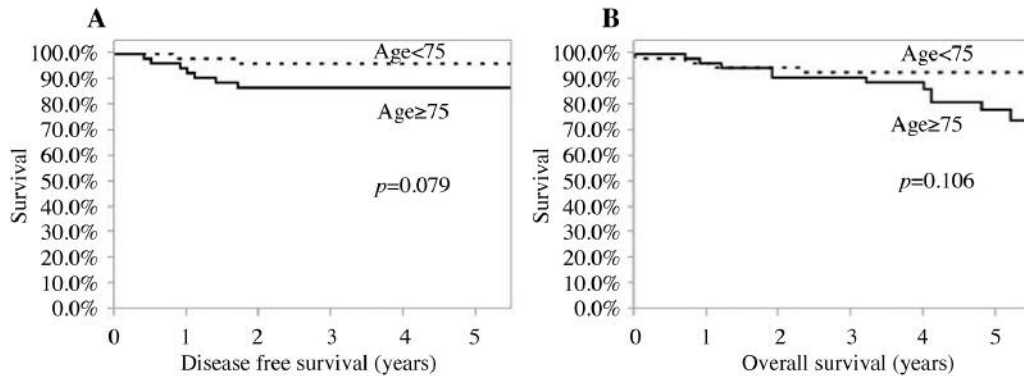 A
100.0%
90.0%
80.0%
70.0%
60.0%
50.0%
40.0%
30.0%
20.0%
10.0%
0.0%
Survival
Age<75
Age≥75
p=0.079
0 1 2 3 4 5
Disease free survival (years)
B
100.0%
90.0%
80.0%
70.0%
60.0%
50.0%
40.0%
30.0%
20.0%
10.0%
0.0%
Survival
Age<75
Age≥75
p=0.106
0 1 2 3 4 5
Overall survival (years)